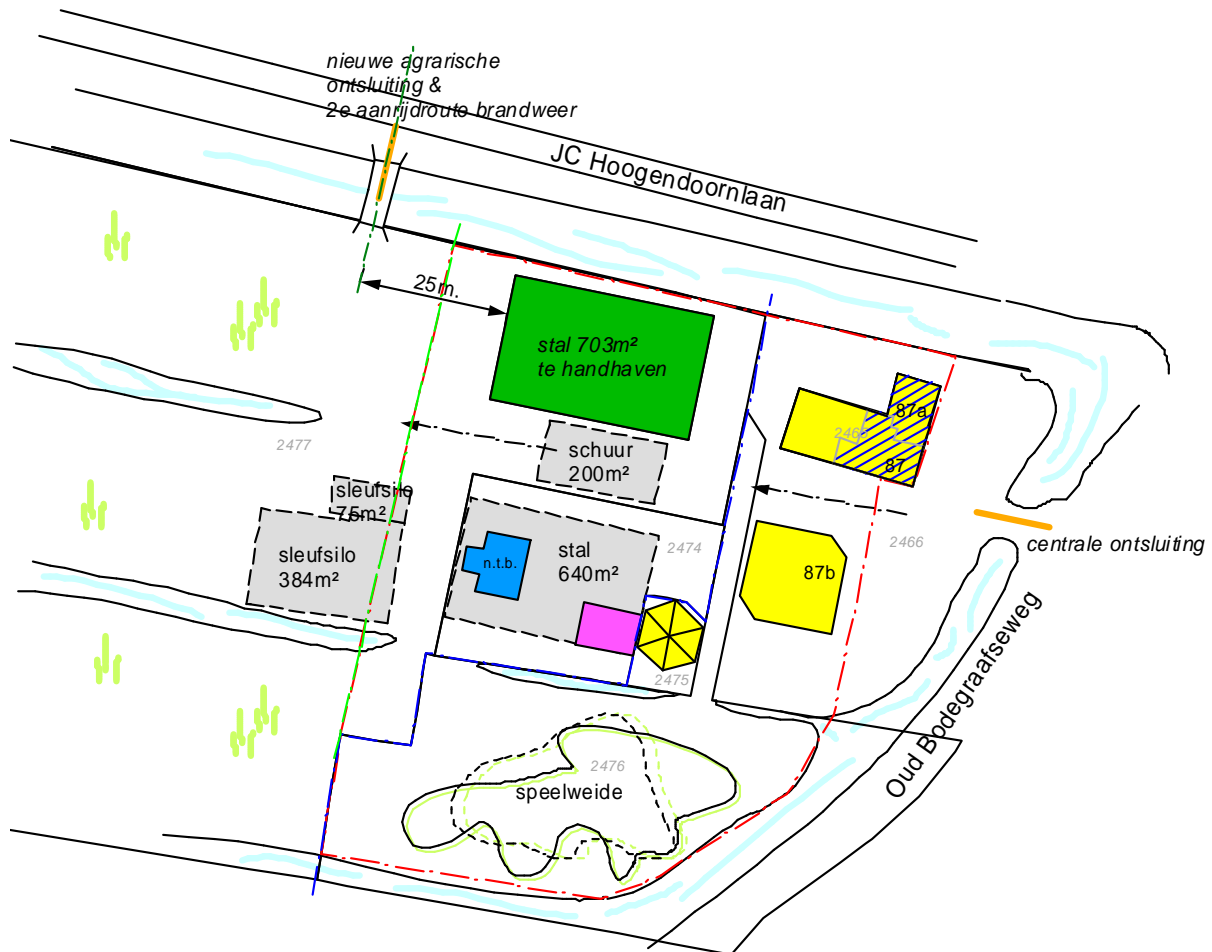 nieuwe agrarische
ontsluiting &
2e aanrijdroute brandweer
JC Hoogendoornlaan
25m.
stal 703m²
te handhaven
87a
2465
87
2477
schuur
200m²
sleufsilo
75m²
sleufsilo
384m²
n.t.b.
stal
640m²
2474
2466
centrale ontsluiting
87b
2475
Oud Bodegraafseweg
2476
speelweide